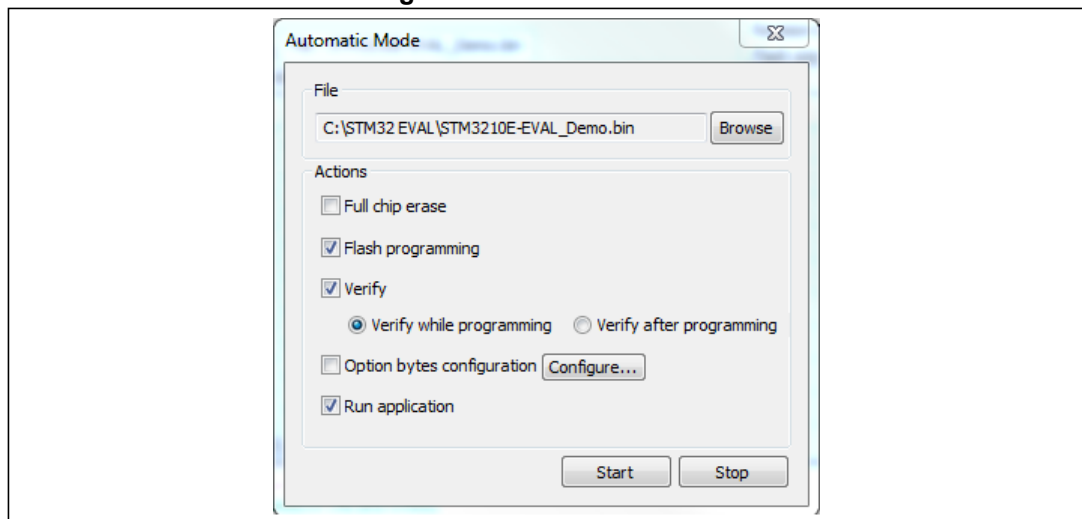 Automatic Mode
File
C:\STM32 EVAL\STM3210E-EVAL_Demo.bin Browse
Actions
Full chip erase
Flash programming
Verify
Verify while programming Verify after programming
Option bytes configuration Configure...
Run application
Start Stop